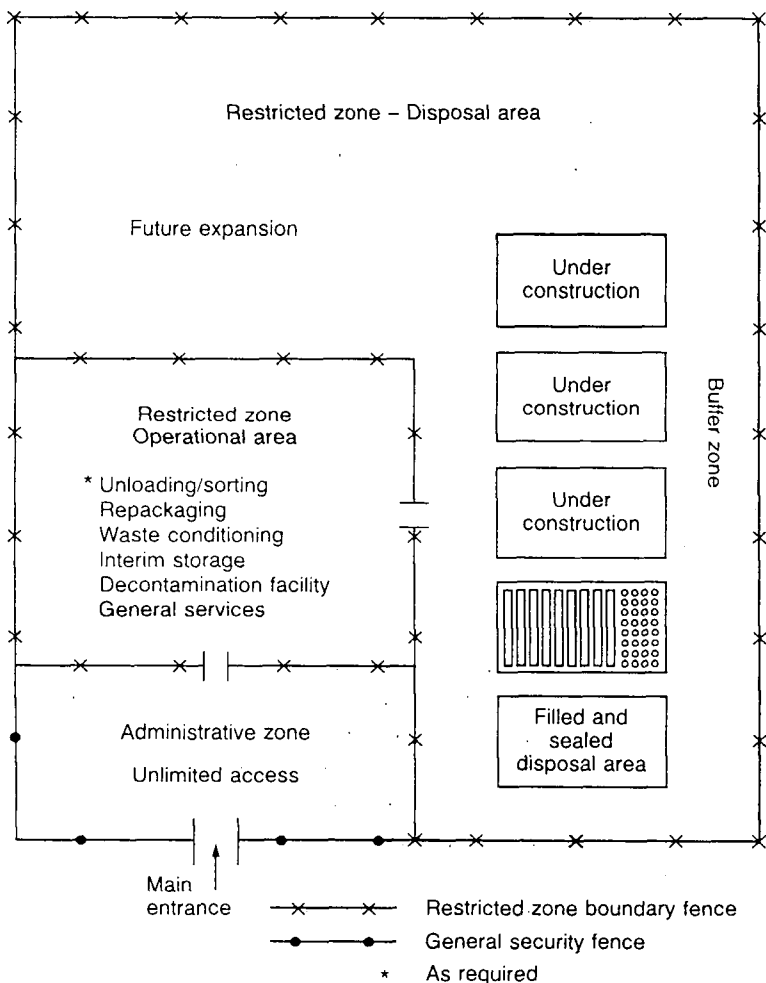 Restricted zone – Disposal area
Future expansion
Under
construction
Under
construction
Buffer zone
Restricted zone
Operational area
* Unloading/sorting
Repackaging
Waste conditioning
Interim storage
Decontamination facility
General services
Under
construction
Filled and
sealed
disposal area
Administrative zone
Unlimited access
Main
entrance
Restricted zone boundary fence
General security fence
* As required